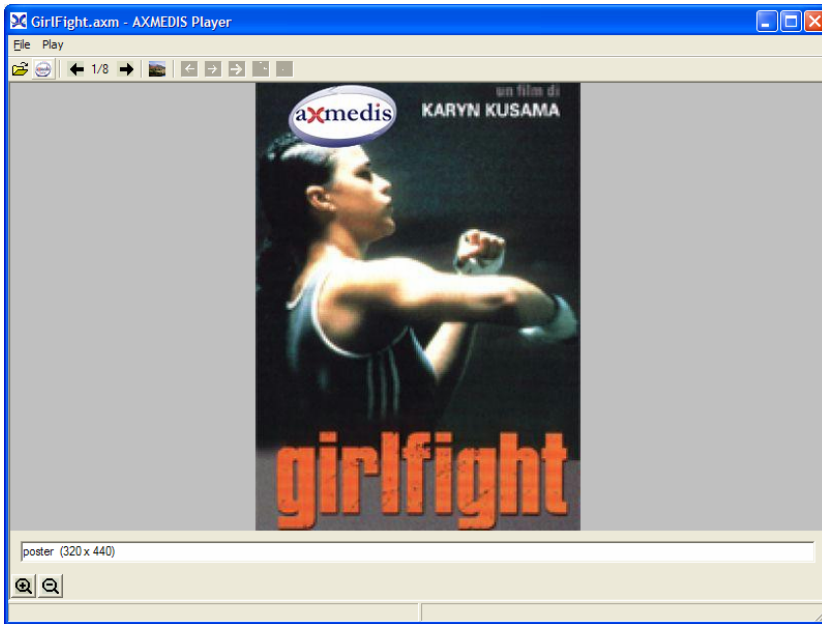 GirlFight.axm - AXMEDIS Player
File Play
1/8
un film di
axmedis
KARYN KUSAMA
girlfight
poster (320 x 440)